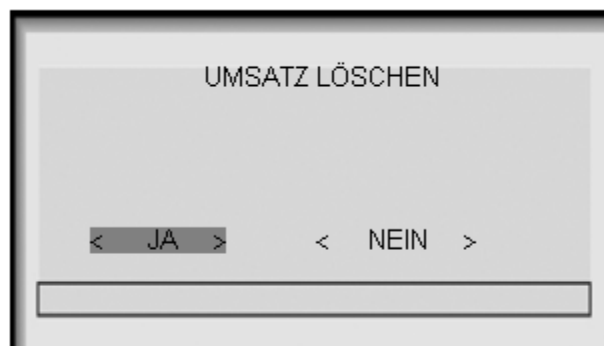 UMSATZ LÖSCHEN
< JA > < NEIN >